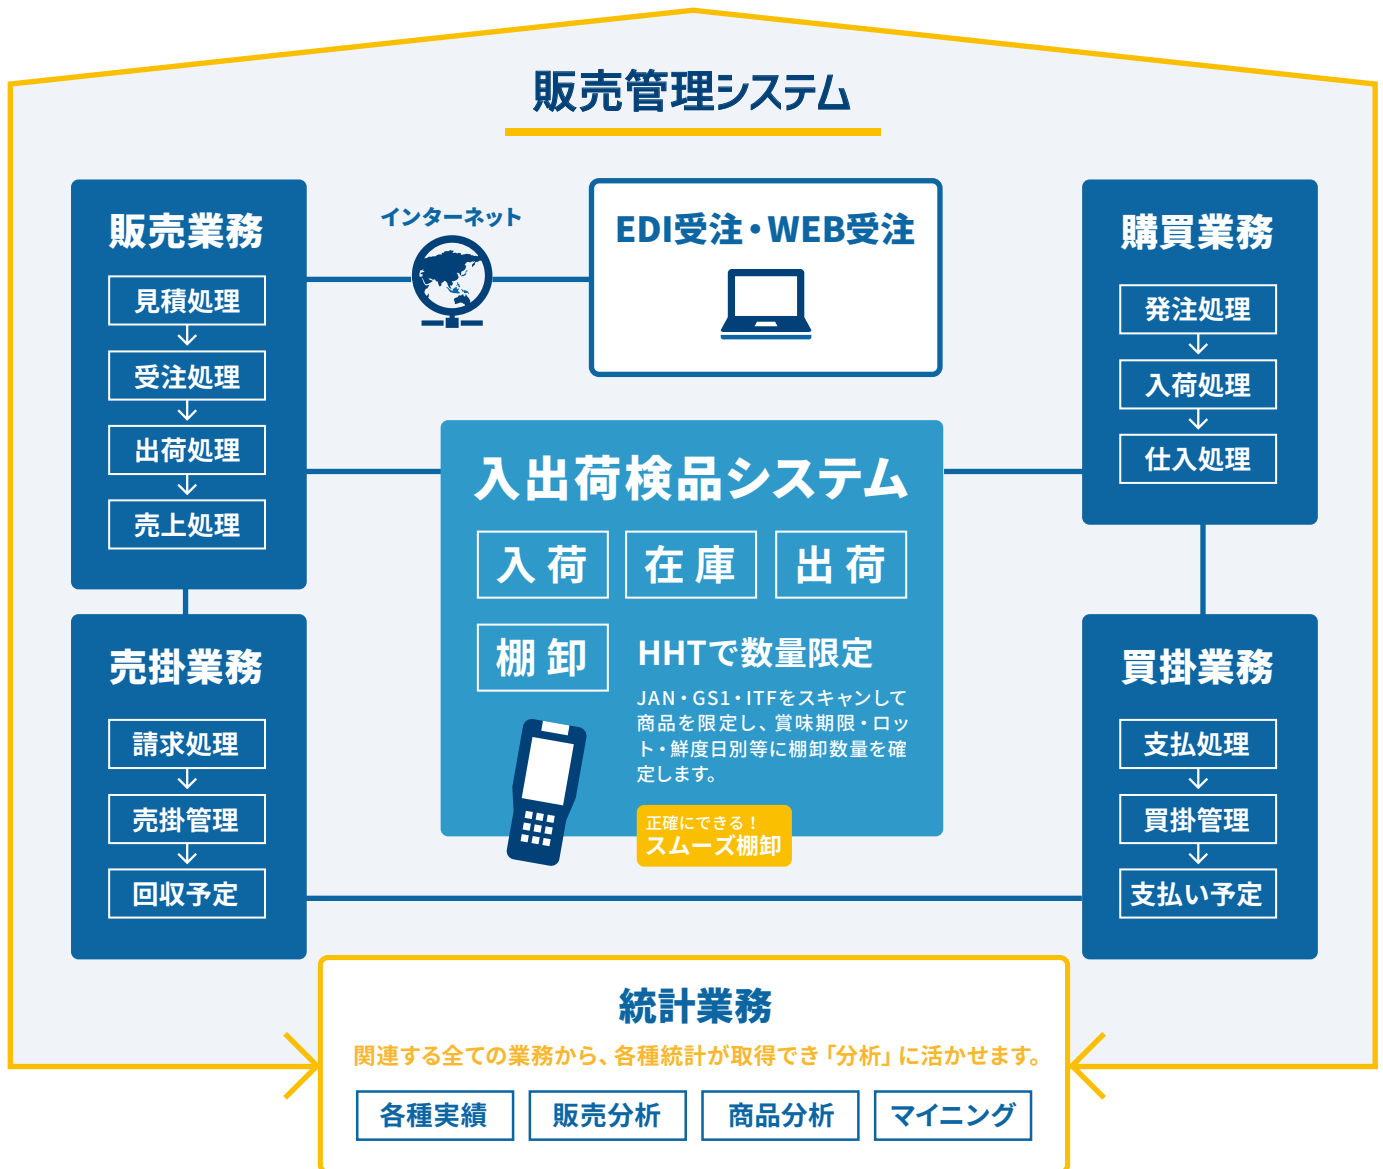 販売管理システム
販売業務
見積処理
受注処理
出荷処理
売上処理
インターネット
EDI受注・WEB受注
購買業務
発注処理
入荷処理
仕入処理
入出荷検品システム
入荷
在庫
出荷
棚卸
HHTで数量限定
JAN・GS1・ITFをスキャンして
商品を限定し、賞味期限・ロッ
ト・鮮度日別等に棚卸数量を確
定します。
正確にできる！
スムーズ棚卸
売掛業務
請求処理
売掛管理
回収予定
買掛業務
支払処理
買掛管理
支払い予定
統計業務
関連する全ての業務から、各種統計が取得でき「分析」に活かせます。
各種実績
販売分析
商品分析
マイニング